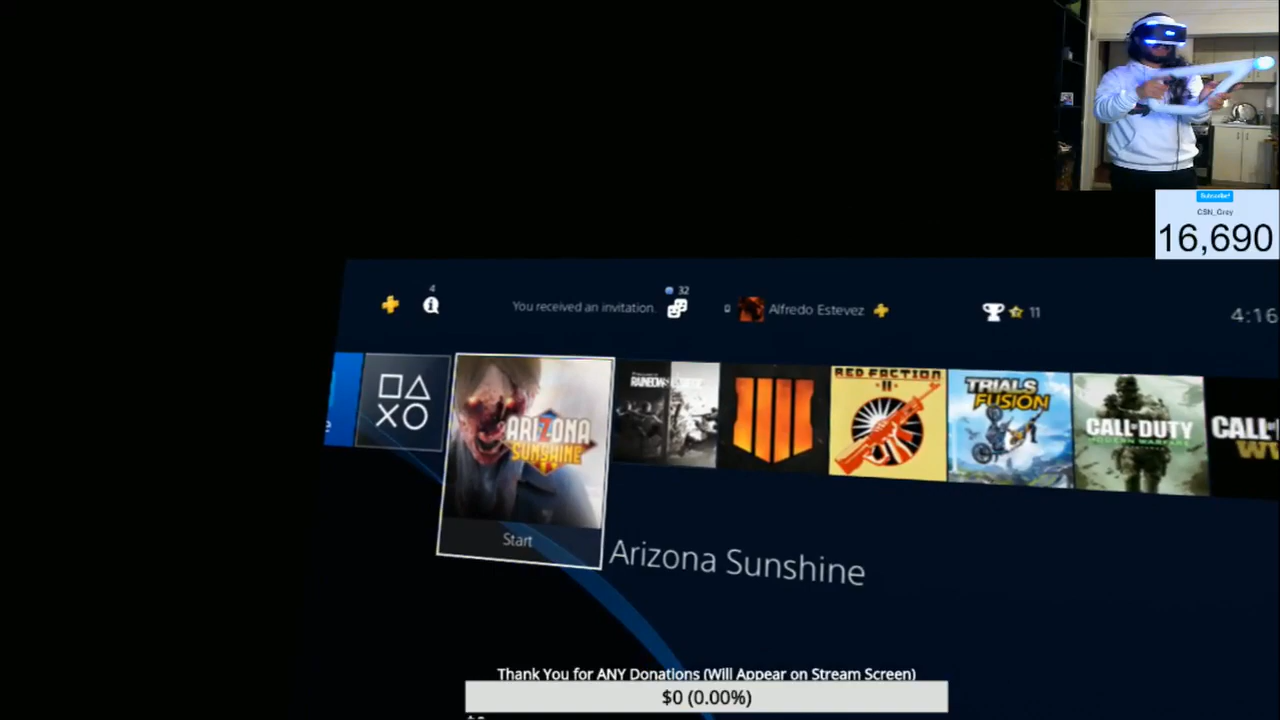 Subscribe!
CSN_Grey
16,690
4
32
You received an invitation.
Alfredo Estevez
11
4:16
e
ARIZONA
SUNSHINE
RAINBOW
RED FACTION
II
TRIALS
FUSION
CALL OF DUTY
MODERN WARFARE
CALL OF
WW
Start
Arizona Sunshine
Thank You for ANY Donations (Will Appear on Stream Screen)
$0 (0.00%)